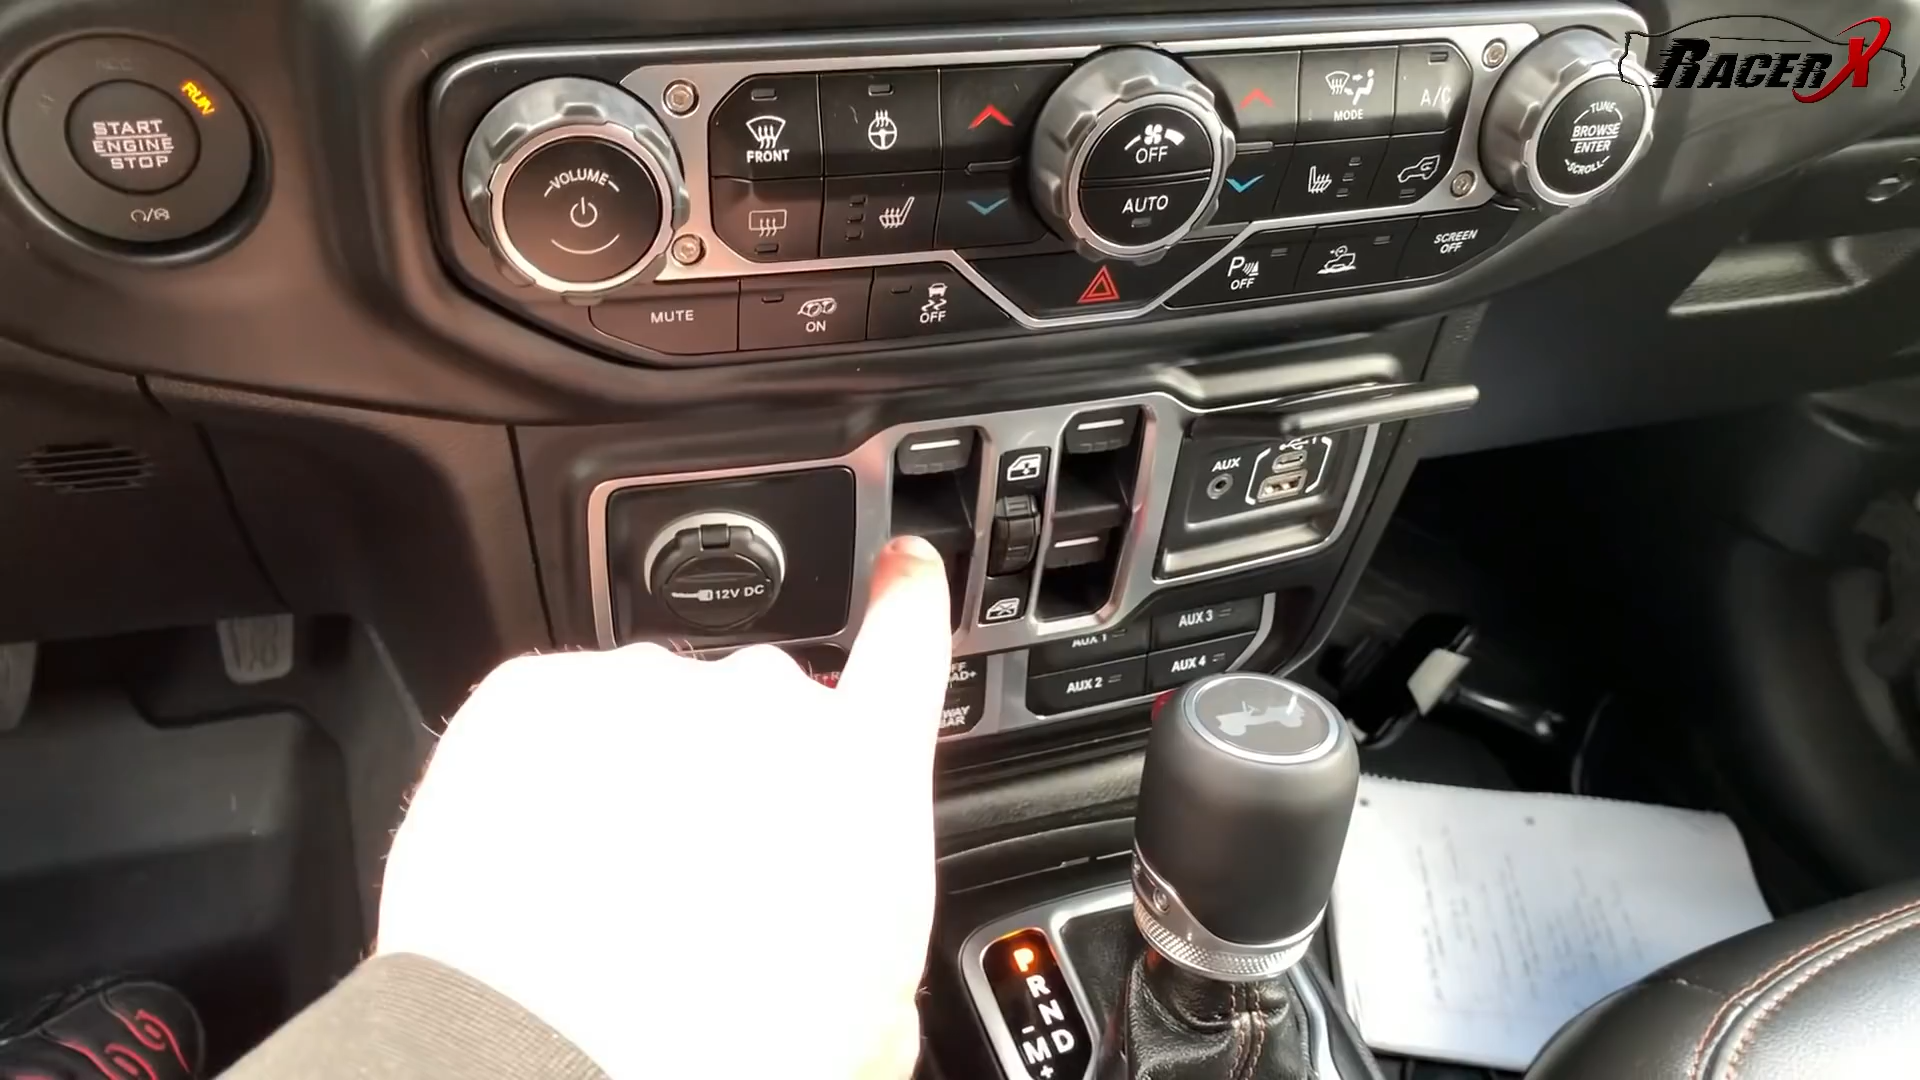 RACERX
RUN
START
ENGINE
STOP
VOLUME
FRONT
OFF
AUTO
MODE
A/C
TUNE
BROWSE
ENTER
SCROLL
MUTE
ON
OFF
P
OFF
SCREEN
OFF
12V DC
AUX
AUX 1
AUX 2
AUX 3
AUX 4
P
R
N
D
-
M
+